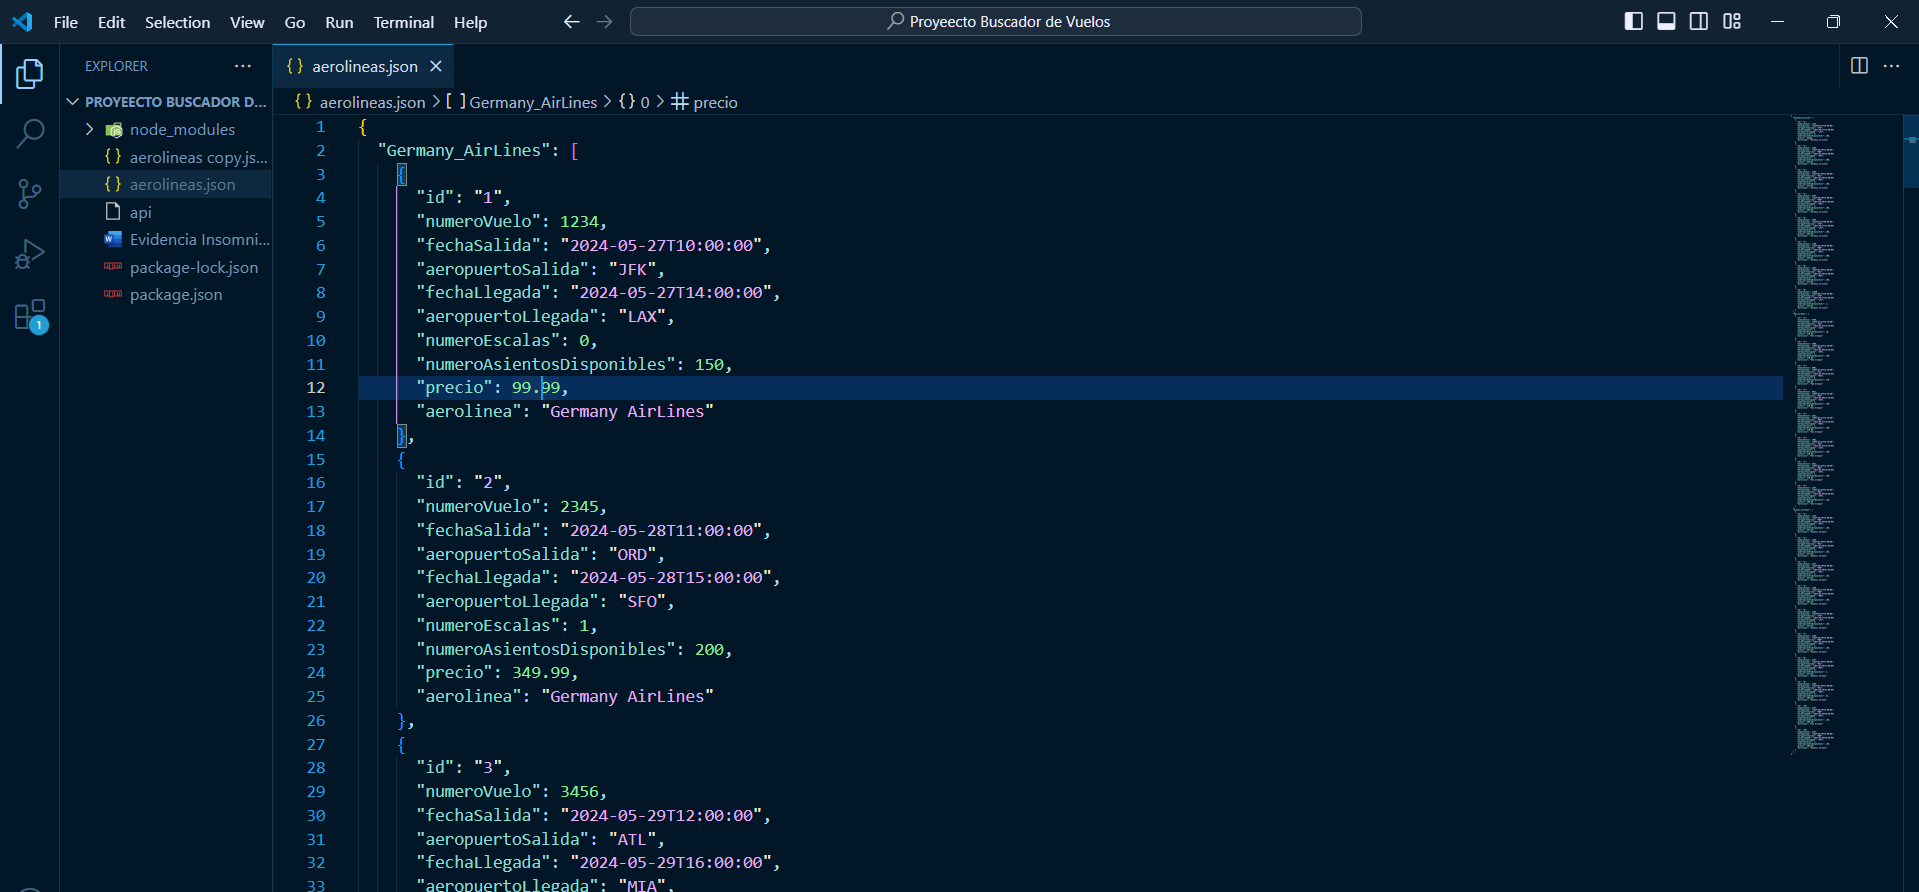 File Edit Selection View Go Run Terminal Help
Proyeecto Buscador de Vuelos
EXPLORER
PROYEECTO BUSCADOR D...
node_modules
aerolineas copy.js...
aerolineas.json
api
Evidencia Insomni...
package-lock.json
package.json
1
aerolineas.json
aerolineas.json > [ ] Germany_AirLines > {} 0 > # precio
1 {
2 "Germany_AirLines": [
3 {
4 "id": "1",
5 "numeroVuelo": 1234,
6 "fechaSalida": "2024-05-27T10:00:00",
7 "aeropuertoSalida": "JFK",
8 "fechaLlegada": "2024-05-27T14:00:00",
9 "aeropuertoLlegada": "LAX",
10 "numeroEscalas": 0,
11 "numeroAsientosDisponibles": 150,
12 "precio": 99.99,
13 "aerolinea": "Germany AirLines"
14 },
15 {
16 "id": "2",
17 "numeroVuelo": 2345,
18 "fechaSalida": "2024-05-28T11:00:00",
19 "aeropuertoSalida": "ORD",
20 "fechaLlegada": "2024-05-28T15:00:00",
21 "aeropuertoLlegada": "SFO",
22 "numeroEscalas": 1,
23 "numeroAsientosDisponibles": 200,
24 "precio": 349.99,
25 "aerolinea": "Germany AirLines"
26 },
27 {
28 "id": "3",
29 "numeroVuelo": 3456,
30 "fechaSalida": "2024-05-29T12:00:00",
31 "aeropuertoSalida": "ATL",
32 "fechaLlegada": "2024-05-29T16:00:00",
33 "aeropuertoLlegada": "MIA",